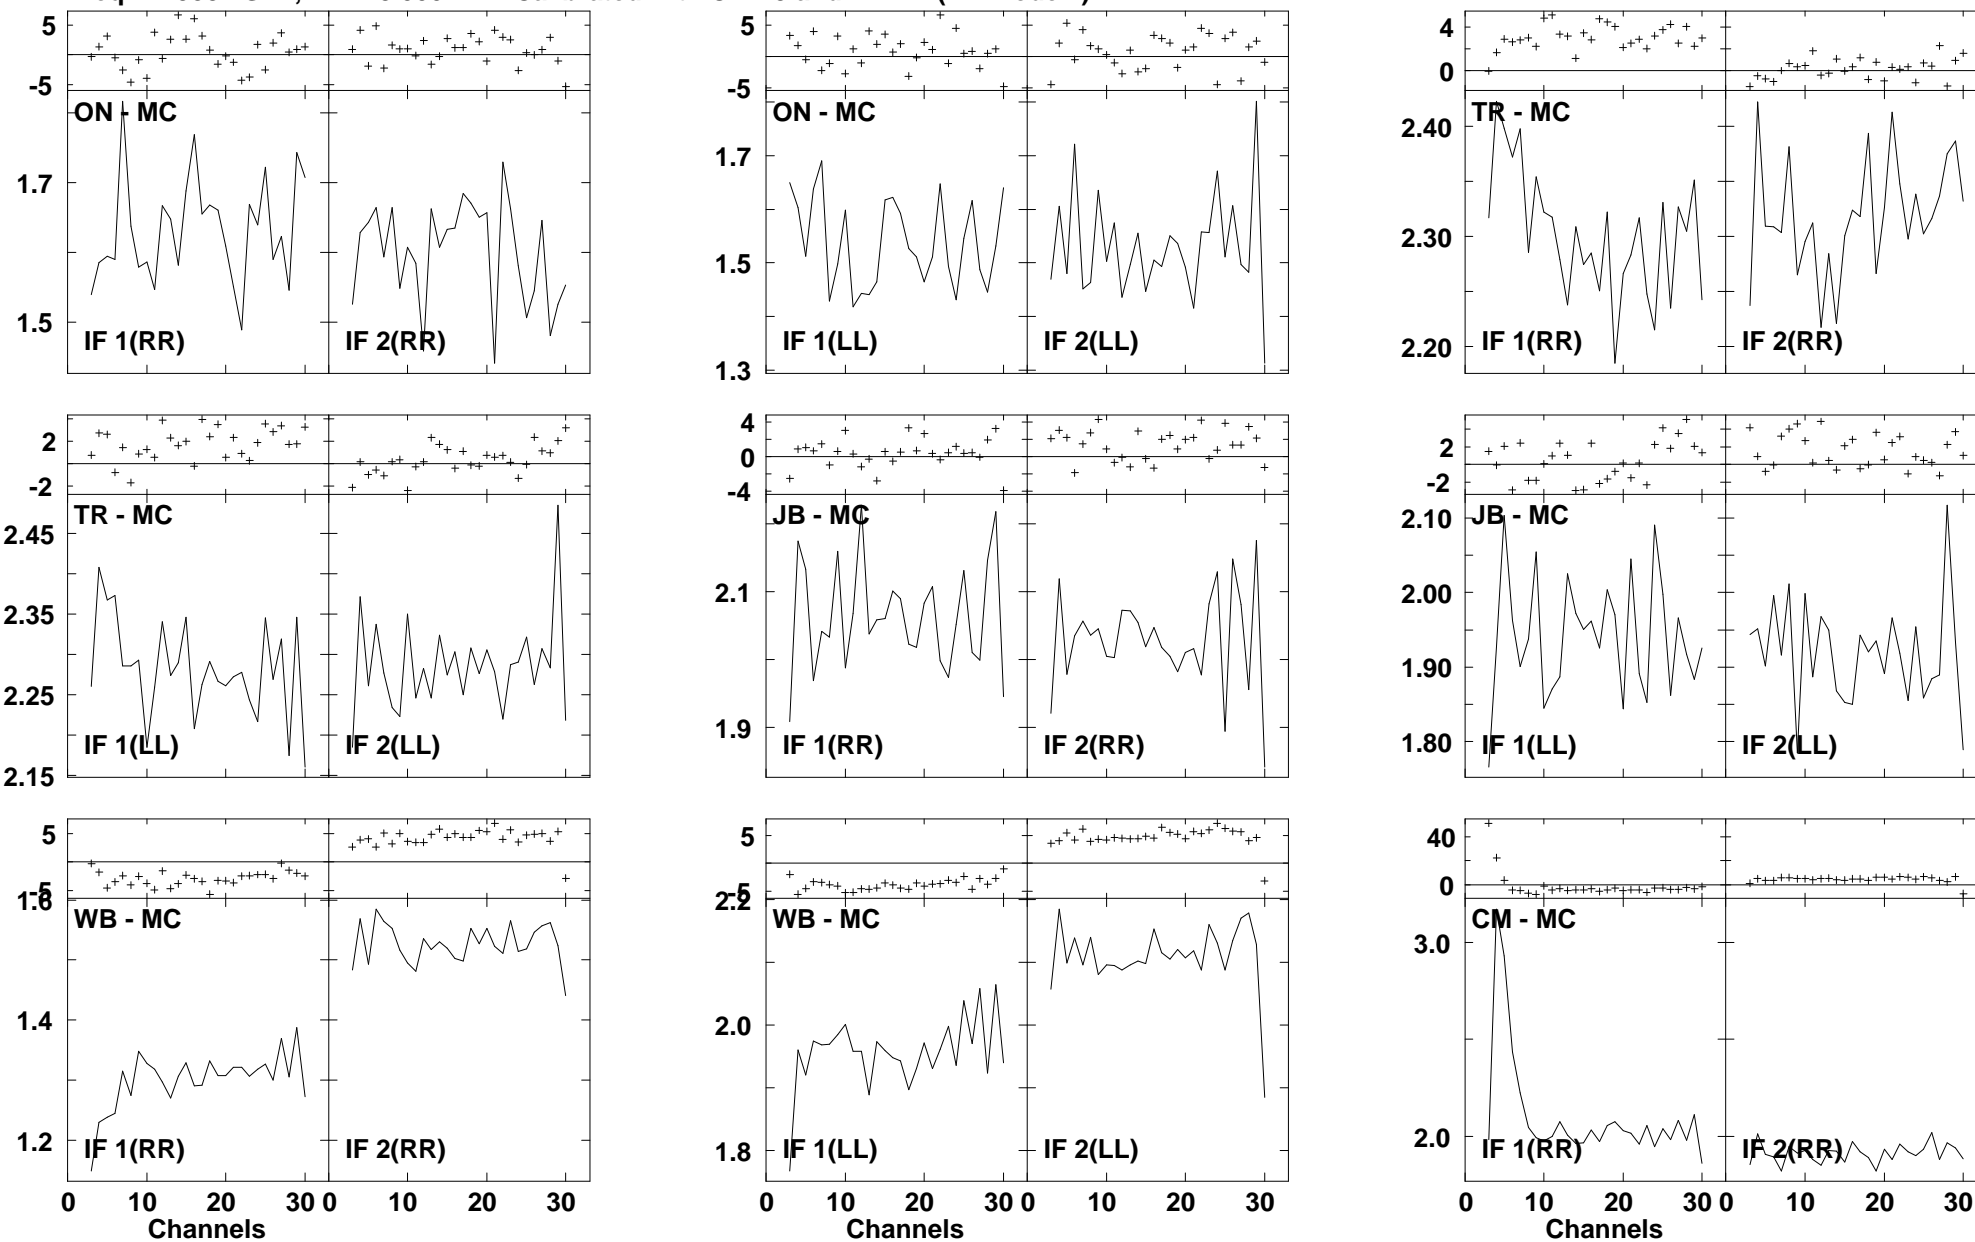 5 5 4
0
-5 -5
ON - MC ON - MC TR - MC
1.7 1.7 2.40
1.5 1.5 2.30
1.3 2.20
IF 1(RR) IF 2(RR) IF 1(LL) IF 2(LL) IF 1(RR) IF 2(RR)
2 4 2
0
-2 -4 -2
TR - MC JB - MC JB - MC
2.45 2.1 2.10
2.35 2.00
2.25 1.9 1.90
2.15 1.80
IF 1(LL) IF 2(LL) IF 1(RR) IF 2(RR) IF 1(LL) IF 2(LL)
5 5 40
-5 -5 0
1.6 2.2
WB - MC WB - MC CM - MC
1.4 2.0 3.0
1.2 1.8 2.0
IF 1(RR) IF 2(RR) IF 1(LL) IF 2(LL) IF 1(RR) IF 2(RR)
0 10 20 30 0 10 20 30 0 10 20 30 0 10 20 30 0 10 20 30 0 10 20 30
Channels Channels Channels